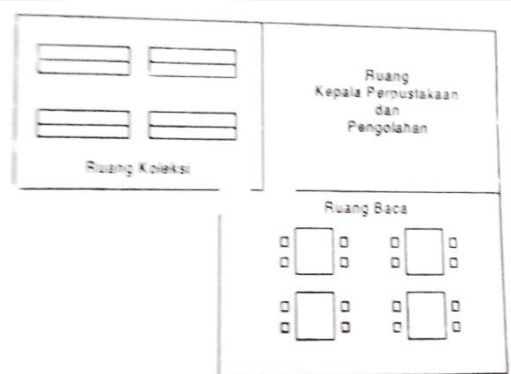 Ruang
Kepala Perpustakaan
dan
Pengolahan
Ruang Koleksi
Ruang Baca